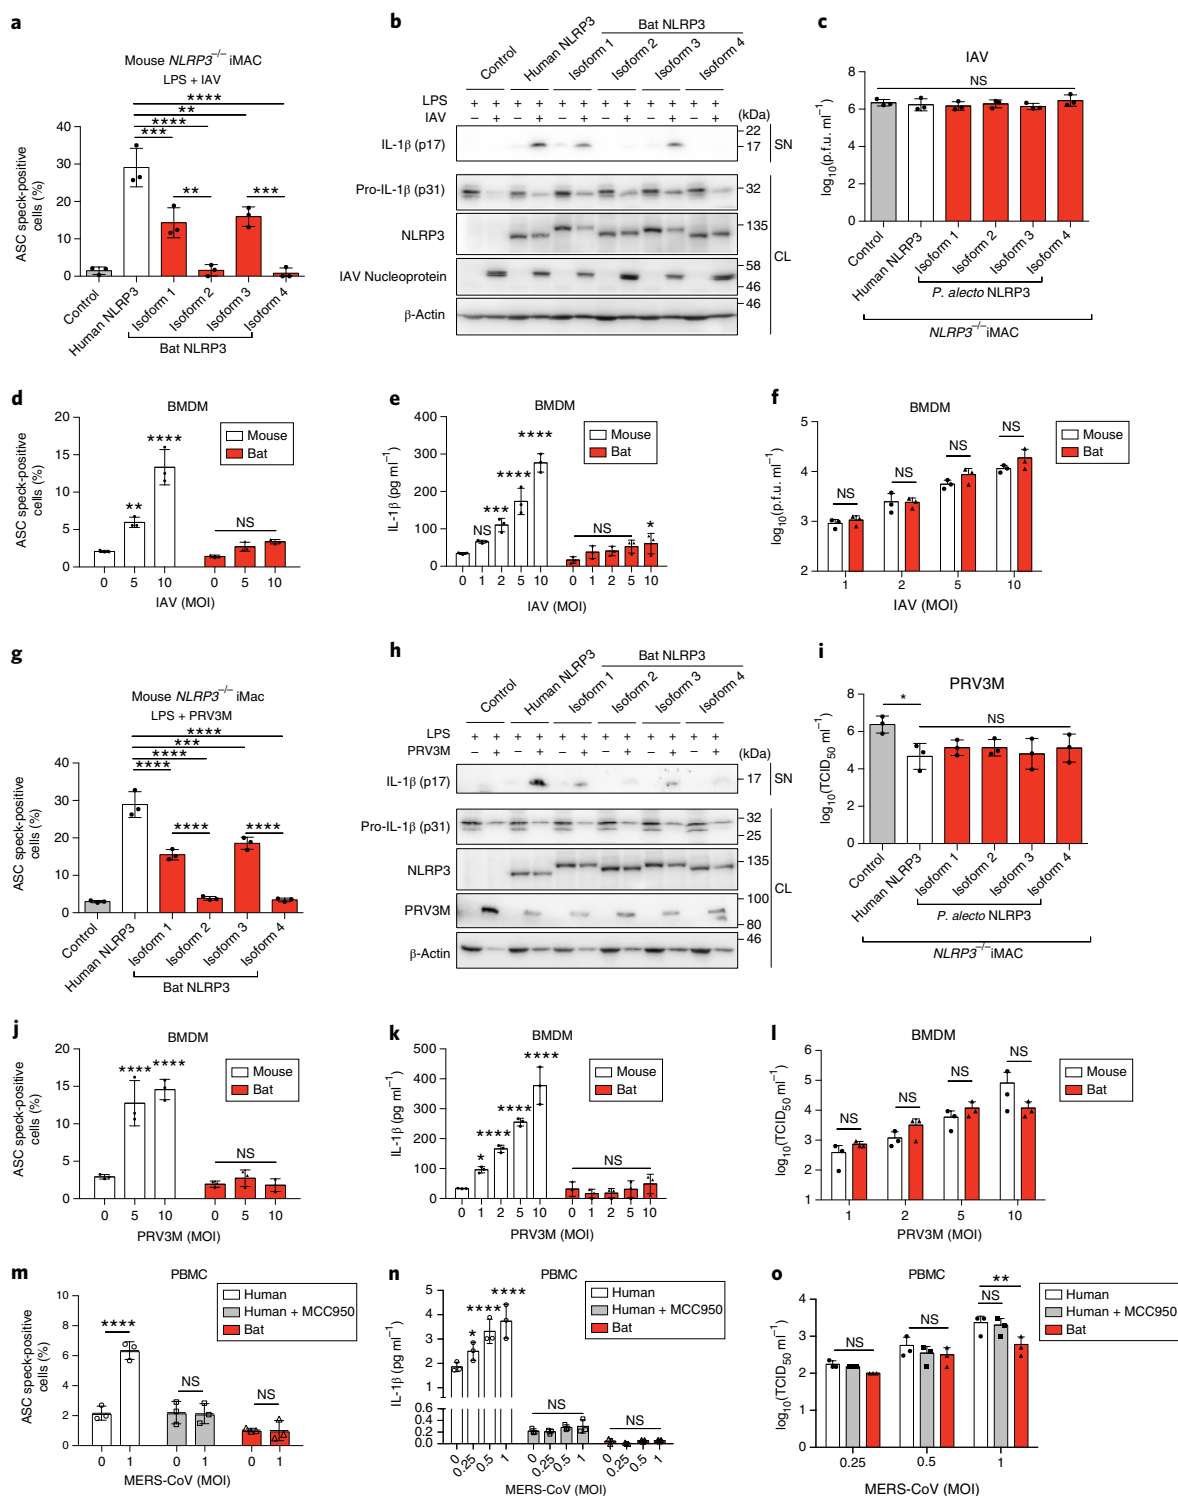 a
Mouse NLRP3–/– iMAC
LPS + IAV
****
**
****
***
**
***
ASC speck-positive
cells (%)
40
30
20
10
0
Control
Human NLRP3
Isoform 1
Isoform 2
Isoform 3
Isoform 4
Bat NLRP3
b
Bat NLRP3
Control
Human NLRP3
Isoform 1
Isoform 2
Isoform 3
Isoform 4
LPS + + + + + + + + + + + +
IAV – + – + – + – + – + – +
(kDa)
IL-1β (p17)
22
17
SN
Pro-IL-1β (p31)
32
NLRP3
135
CL
IAV Nucleoprotein
58
46
β-Actin
46
c
IAV
NS
log10(p.f.u. ml–1)
8
6
4
2
0
Control
Human NLRP3
Isoform 1
Isoform 2
Isoform 3
Isoform 4
P. alecto NLRP3
NLRP3–/–iMAC
d
BMDM
Mouse
Bat
ASC speck-positive
cells (%)
20
15
10
5
0
**
****
NS
0 5 10 0 5 10
IAV (MOI)
e
BMDM
Mouse
Bat
IL-1β (pg ml–1)
400
300
200
100
0
NS
***
****
****
NS
*
0 1 2 5 10 0 1 2 5 10
IAV (MOI)
f
BMDM
Mouse
Bat
log10(p.f.u. ml–1)
5
4
3
2
NS
NS
NS
NS
1 2 5 10
IAV (MOI)
g
Mouse NLRP3–/– iMac
LPS + PRV3M
****
***
****
****
****
****
ASC speck-positive
cells (%)
40
30
20
10
0
Control
Human NLRP3
Isoform 1
Isoform 2
Isoform 3
Isoform 4
Bat NLRP3
h
Bat NLRP3
Control
Human NLRP3
Isoform 1
Isoform 2
Isoform 3
Isoform 4
LPS + + + + + + + + + + + +
PRV3M – + – + – + – + – + – +
(kDa)
IL-1β (p17)
17
SN
Pro-IL-1β (p31)
32
25
NLRP3
135
CL
PRV3M
100
80
β-Actin
46
i
PRV3M
*
NS
log10(TCID50 ml–1)
8
6
4
2
0
Control
Human NLRP3
Isoform 1
Isoform 2
Isoform 3
Isoform 4
P. alecto NLRP3
NLRP3–/–iMAC
j
BMDM
Mouse
Bat
ASC speck-positive
cells (%)
20
15
10
5
0
****
****
NS
0 5 10 0 5 10
PRV3M (MOI)
k
BMDM
Mouse
Bat
IL-1β (pg ml–1)
500
400
300
200
100
0
*
****
****
****
NS
0 1 2 5 10 0 1 2 5 10
PRV3M (MOI)
l
BMDM
Mouse
Bat
log10(TCID50 ml–1)
6
5
4
3
2
1
NS
NS
NS
NS
1 2 5 10
PRV3M (MOI)
m
PBMC
Human
Human + MCC950
Bat
ASC speck-positive
cells (%)
10
8
6
4
2
0
****
NS
NS
0 1 0 1 0 1
MERS-CoV (MOI)
n
PBMC
Human
Human + MCC950
Bat
IL-1β (pg ml–1)
5
4
3
2
1
0.4
0.2
0
*
****
****
NS
NS
0 0.25 0.5 1 0 0.25 0.5 1 0 0.25 0.5 1
MERS-CoV (MOI)
o
PBMC
Human
Human + MCC950
Bat
log10(TCID50 ml–1)
4
3
2
1
0
NS
NS
**
NS
0.25 0.5 1
MERS-CoV (MOI)